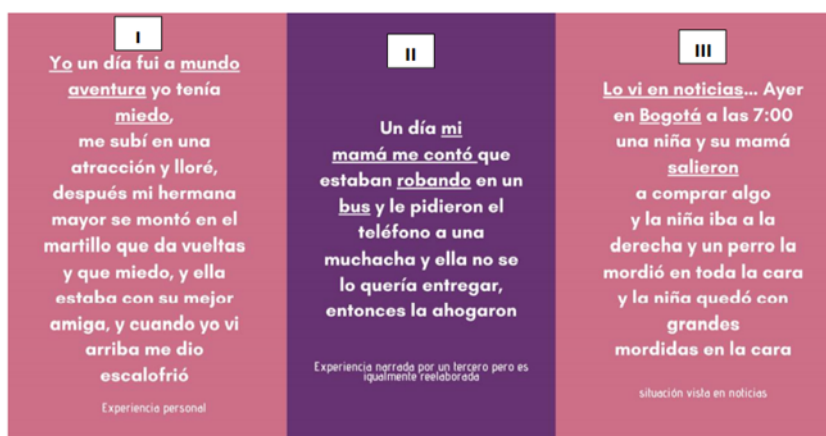 I
Yo un día fui a mundo
aventura yo tenía
miedo,
me subí en una
atracción y lloré,
después mi hermana
mayor se montó en el
martillo que da vueltas
y que miedo, y ella
estaba con su mejor
amiga, y cuando yo vi
arriba me dio
escalofrió
Experiencia personal
II
Un día mi
mamá me contó que
estaban robando en un
bus y le pidieron el
teléfono a una
muchacha y ella no se
lo quería entregar,
entonces la ahogaron
Experiencia narrada por un tercero pero es
igualmente reelaborada
III
Lo vi en noticias... Ayer
en Bogotá a las 7:00
una niña y su mamá
salieron
a comprar algo
y la niña iba a la
derecha y un perro la
mordió en toda la cara
y la niña quedó con
grandes
mordidas en la cara
situación vista en noticias